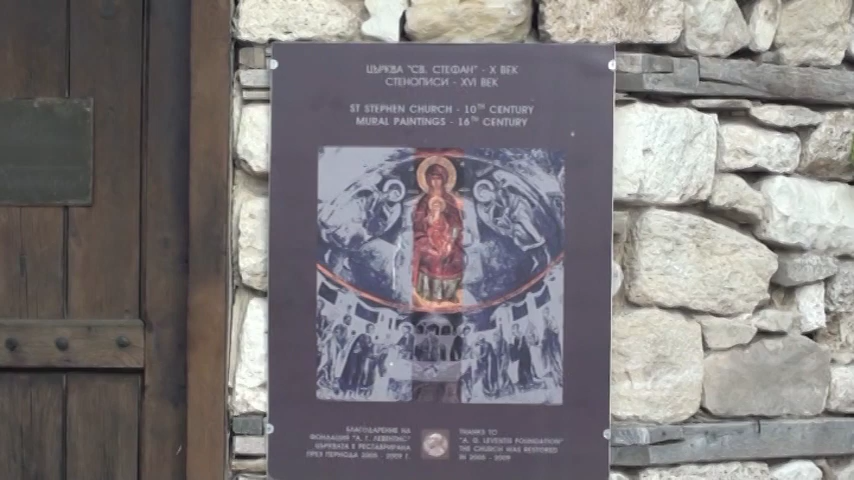 ЦЪРКВА "СВ. СТЕФАН" - X ВЕК
СТЕНОПИСИ - XVI ВЕК
ST STEPHEN CHURCH - 10TH CENTURY
MURAL PAINTINGS - 16TH CENTURY
БЛАГОДАРЕНИЕ НА
ФОНДАЦИЯ "А. Г. ЛЕВЕНТИС"
ЦЪРКВАТА Е РЕСТАВРИРАНА
ПРЕЗ ПЕРИОДА 2005 - 2009 Г.
THANKS TO
"A. G. LEVENTIS FOUNDATION"
THE CHURCH WAS RESTORED
IN 2005 - 2009